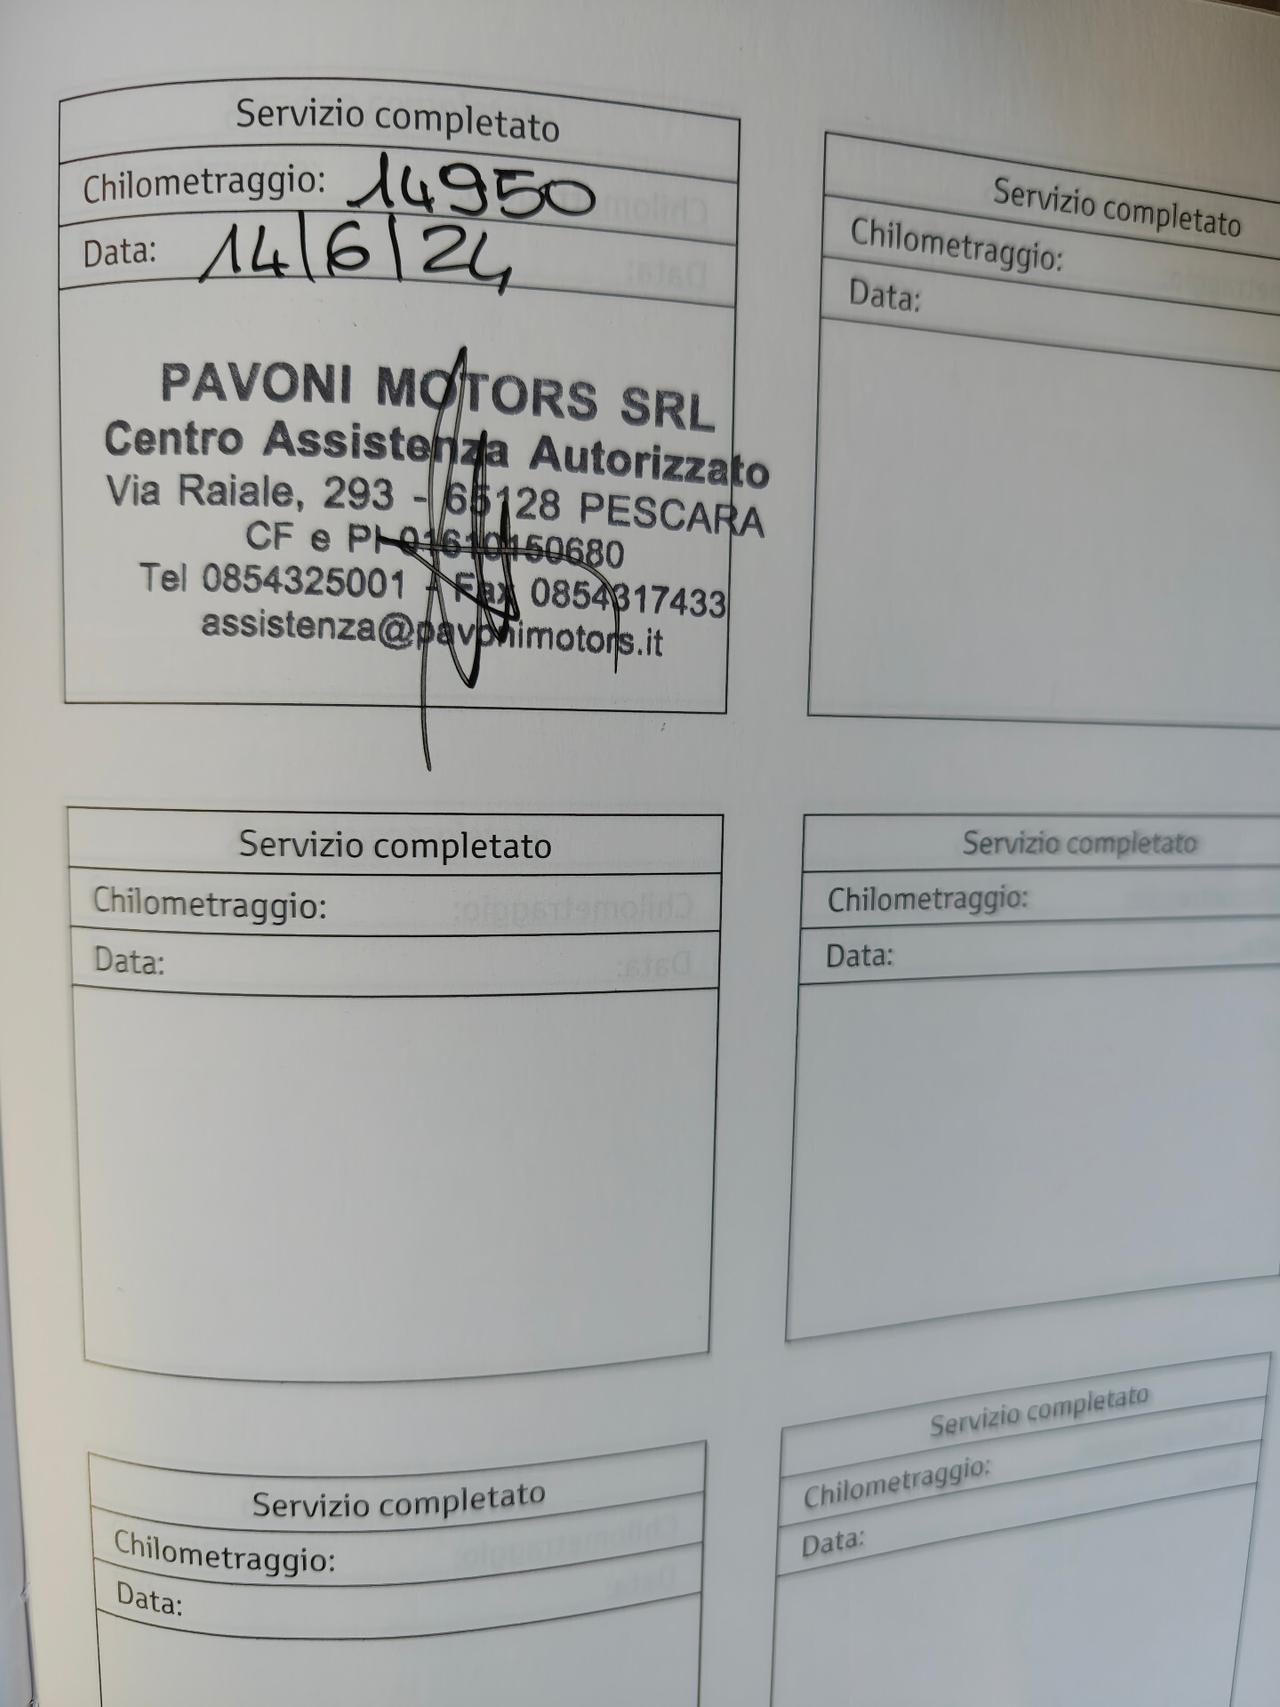 Servizio completato
Chilometraggio: 14950
Data: 14/6/24
PAVONI MOTORS SRL
Centro Assistenza Autorizzato
Via Raiale, 293 - 65128 PESCARA
CF e PI 01610150680
Tel 0854325001 - Fax 0854317433
assistenza@pavonimotors.it
Servizio completato
Chilometraggio:
Data:
Servizio completato
Chilometraggio:
Data:
Servizio completato
Chilometraggio:
Data:
Servizio completato
Chilometraggio:
Data:
Servizio completato
Chilometraggio:
Data: